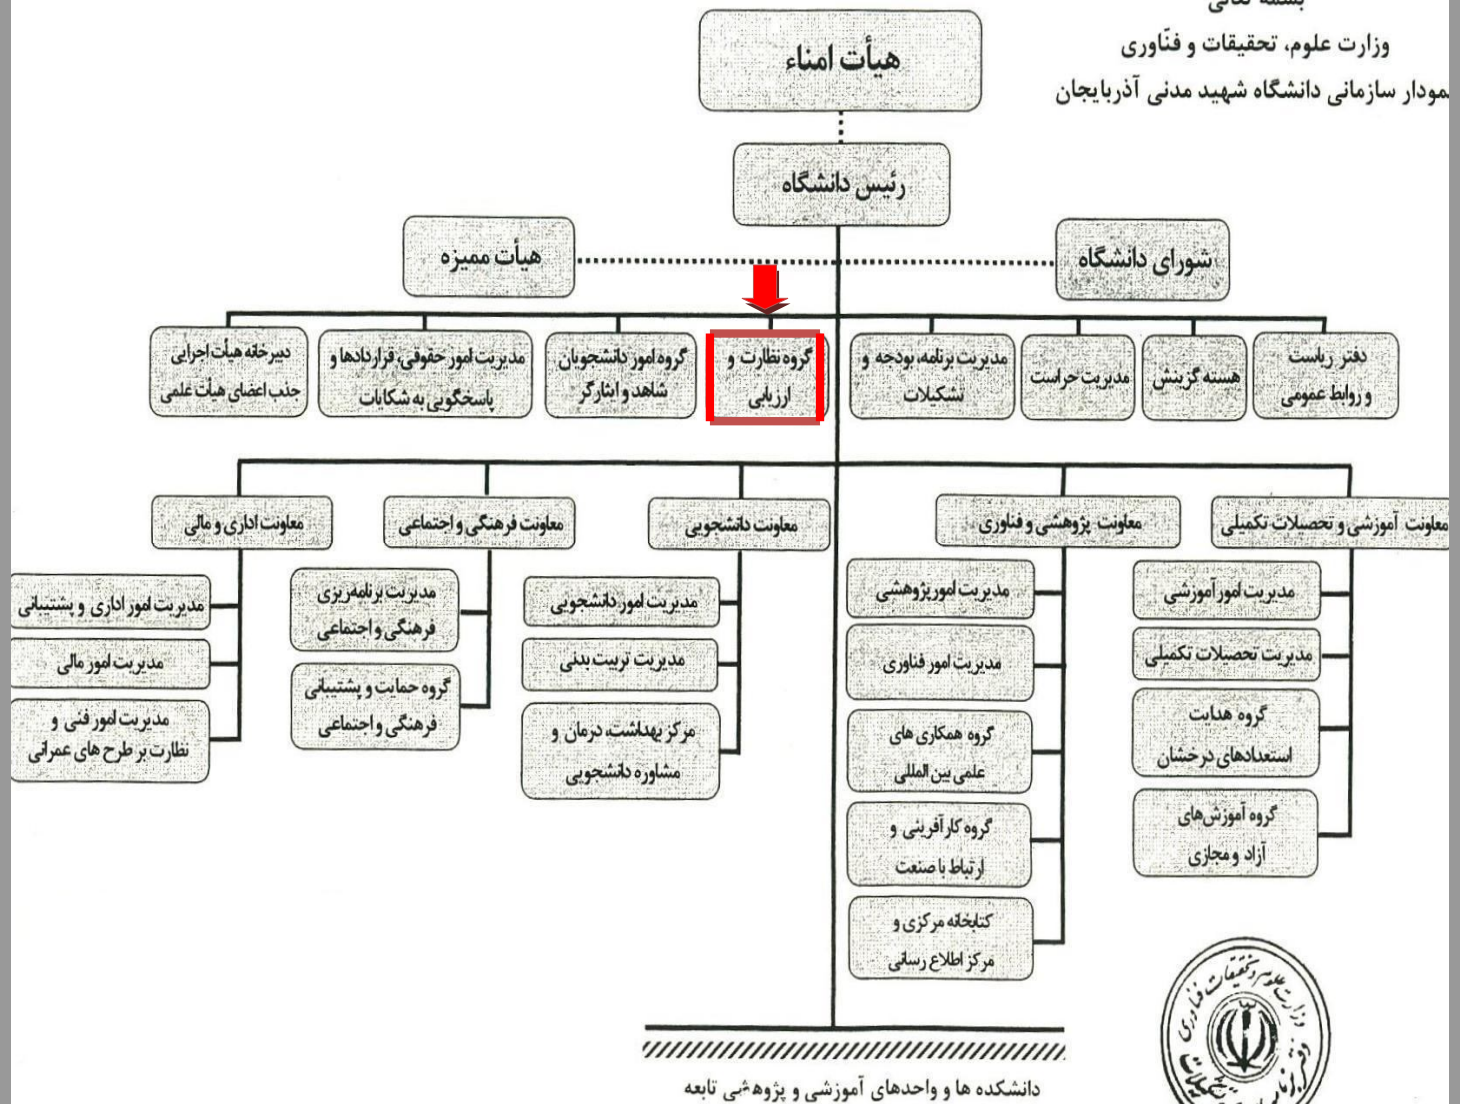 بسمه تعالی
وزارت علوم، تحقیقات و فنّاوری
نمودار سازمانی دانشگاه شهید مدنی آذربایجان
هیأت امناء
رئیس دانشگاه
شورای دانشگاه
هیأت ممیزه
دفتر ریاست
و روابط عمومی
هسته گزینش
مدیریت حراست
مدیریت برنامه، بودجه و
تشکیلات
گروه نظارت و
ارزیابی
گروه امور دانشجویان
شاهد و ایثارگر
مدیریت امور حقوقی، قراردادها و
پاسخگویی به شکایات
دبیرخانه هیأت اجرایی
جذب اعضای هیأت علمی
معاونت آموزشی و تحصیلات تکمیلی
مدیریت امور آموزشی
مدیریت تحصیلات تکمیلی
گروه هدایت
استعدادهای درخشان
گروه آموزش‌های
آزاد و مجازی
معاونت پژوهشی و فناوری
مدیریت امور پژوهشی
مدیریت امور فناوری
گروه همکاری های
علمی بین المللی
گروه کارآفرینی و
ارتباط با صنعت
کتابخانه مرکزی و
مرکز اطلاع رسانی
معاونت دانشجویی
مدیریت امور دانشجویی
مدیریت تربیت بدنی
مرکز بهداشت، درمان و
مشاوره دانشجویی
معاونت فرهنگی و اجتماعی
مدیریت برنامه‌ریزی
فرهنگی و اجتماعی
گروه حمایت و پشتیبانی
فرهنگی و اجتماعی
معاونت اداری و مالی
مدیریت امور اداری و پشتیبانی
مدیریت امور مالی
مدیریت امور فنی و
نظارت بر طرح های عمرانی
دانشکده ها و واحدهای آموزشی و پژوهشی تابعه
وزارت علوم و تحقیقات فناوری